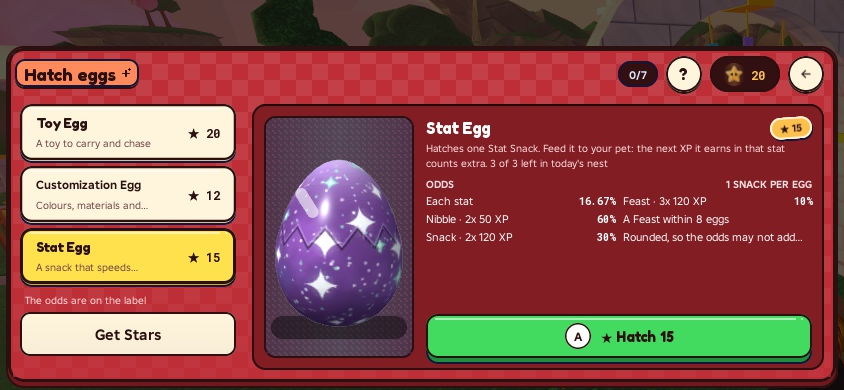 Hatch eggs
0/7
?
20
Toy Egg
A toy to carry and chase
★ 20
Customization Egg
Colours, materials and...
★ 12
Stat Egg
A snack that speeds...
★ 15
The odds are on the label
Get Stars
Stat Egg
★ 15
Hatches one Stat Snack. Feed it to your pet: the next XP it earns in that stat
counts extra. 3 of 3 left in today's nest
ODDS
1 SNACK PER EGG
Each stat 16.67%
Feast · 3x 120 XP 10%
Nibble · 2x 50 XP 60%
A Feast within 8 eggs
Snack · 2x 120 XP 30%
Rounded, so the odds may not add...
A ★ Hatch 15